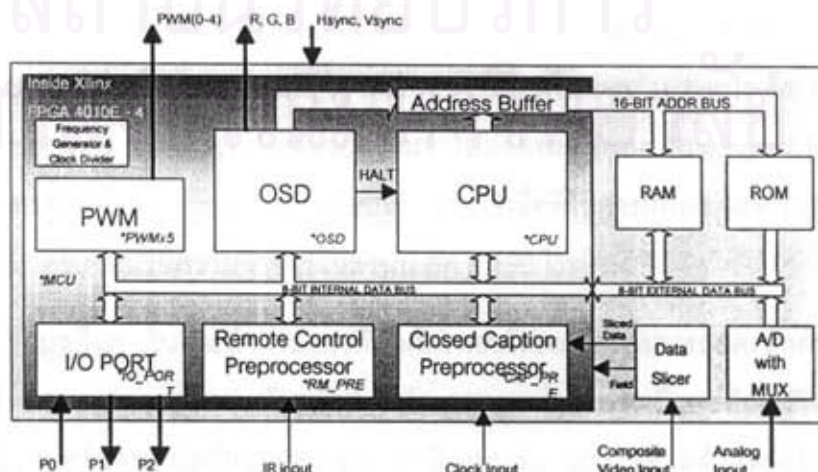 PWM(0-4)
R, G, B
Hsync, Vsync
Inside Xilinx
FPGA 4010E - 4
Frequency
Generator &
Clock Divider
Address Buffer
16-BIT ADDR BUS
PWM
*PWMx5
OSD
*OSD
HALT
CPU
*CPU
RAM
ROM
*MCU
8-BIT INTERNAL DATA BUS
8-BIT EXTERNAL DATA BUS
I/O PORT
*IO_POR
T
Remote Control
Preprocessor
*RM_PRE
Closed Caption
Preprocessor
*CAP_PR
E
Sliced
Data
Field
Data
Slicer
A/D
with
MUX
P0
P1
P2
IR input
Clock Input
Composite
Video Input
Analog
Input